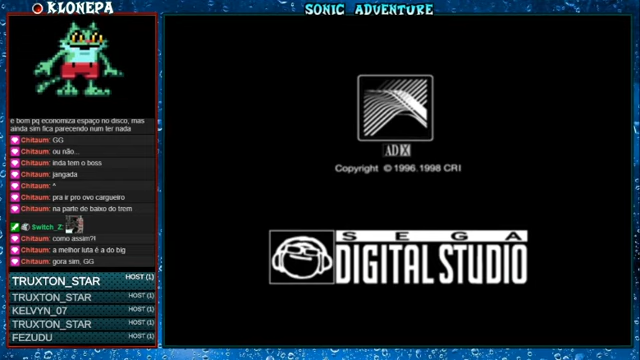 KLONEPA
SONIC ADVENTURE
e bom pq economiza espaço no disco, mas
ainda sim fica parecendo num ter nada
Chitaum: GG
Chitaum: ou não...
Chitaum: inda tem o boss
Chitaum: jangada
Chitaum: ^
Chitaum: pra ir pro ovo cargueiro
Chitaum: na parte de baixo do trem
Switch_Z:
Chitaum: como assim?!
Chitaum: a melhor luta é a do big
Chitaum: gora sim, GG
TRUXTON_STAR HOST (1)
TRUXTON_STAR HOST (1)
KELVYN_07 HOST (1)
TRUXTON_STAR HOST (1)
FEZUDU HOST (1)
ADX
Copyright © 1996,1998 CRI
SEGA
DIGITAL STUDIO